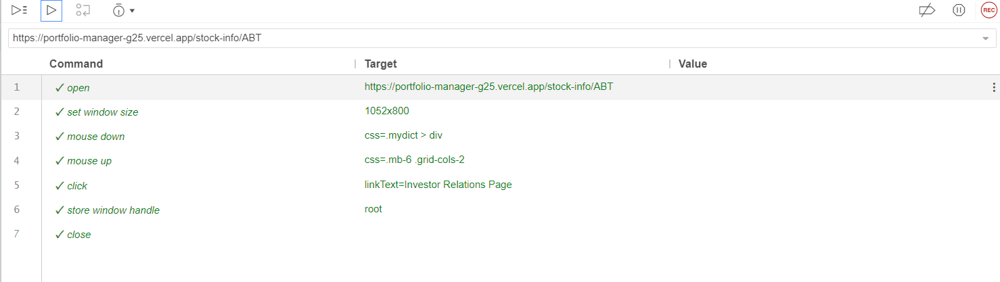 REC
https://portfolio-manager-g25.vercel.app/stock-info/ABT
Command Target Value
1 ✓ open https://portfolio-manager-g25.vercel.app/stock-info/ABT
2 ✓ set window size 1052x800
3 ✓ mouse down css=.mydict > div
4 ✓ mouse up css=.mb-6 .grid-cols-2
5 ✓ click linkText=Investor Relations Page
6 ✓ store window handle root
7 ✓ close